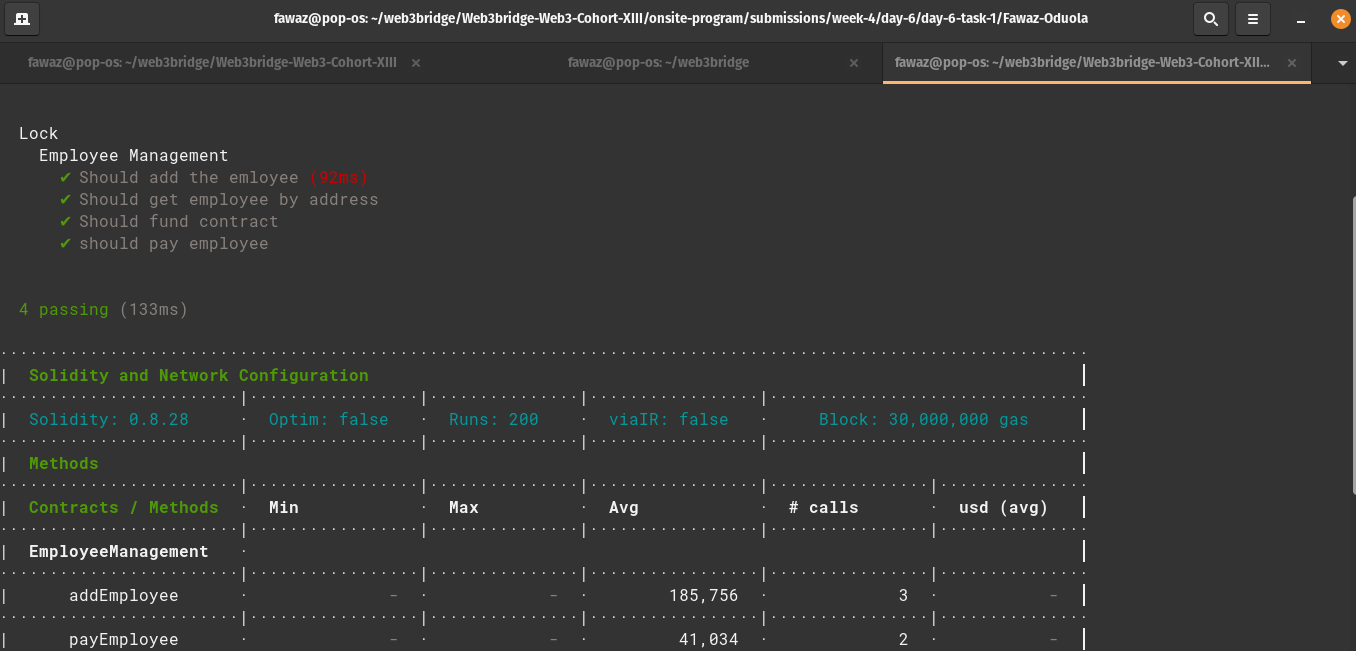 fawaz@pop-os: ~/web3bridge/Web3bridge-Web3-Cohort-XIII/onsite-program/submissions/week-4/day-6/day-6-task-1/Fawaz-Oduola
fawaz@pop-os: ~/web3bridge/Web3bridge-Web3-Cohort-XIII × fawaz@pop-os: ~/web3bridge × fawaz@pop-os: ~/web3bridge/Web3bridge-Web3-Cohort-XII... ×
Lock
Employee Management
✔ Should add the emloyee (92ms)
✔ Should get employee by address
✔ Should fund contract
✔ should pay employee
4 passing (133ms)
| Solidity and Network Configuration |
| Solidity: 0.8.28 · Optim: false · Runs: 200 · viaIR: false · Block: 30,000,000 gas |
| Methods |
| Contracts / Methods · Min · Max · Avg · # calls · usd (avg) |
| EmployeeManagement · |
| addEmployee · - · - · 185,756 · 3 · - |
| payEmployee · - · - · 41,034 · 2 · - |